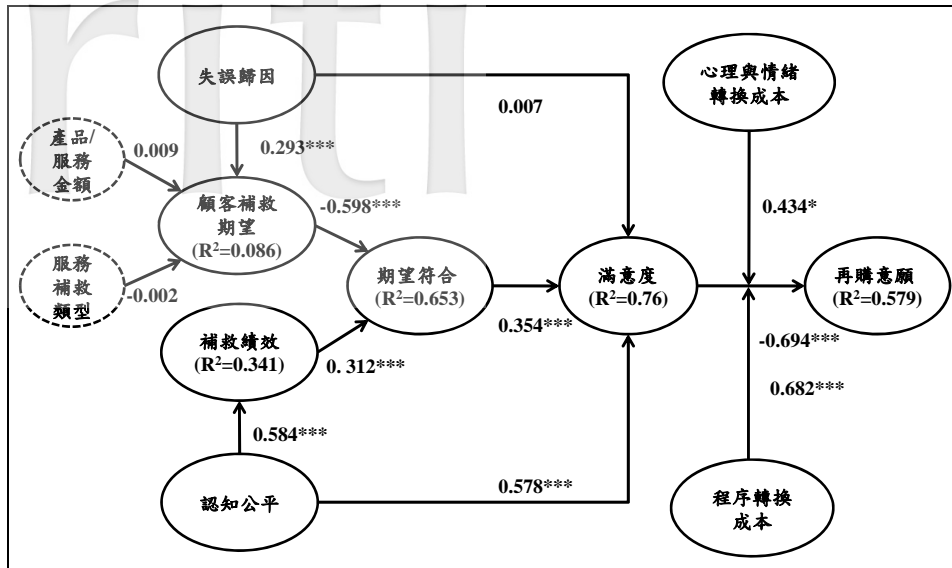 失誤歸因
心理與情緒
轉換成本
0.007
產品/
服務
金額
0.009
0.293***
顧客補救
期望
(R²=0.086)
-0.598***
0.434*
服務
補救
類型
-0.002
期望符合
(R²=0.653)
滿意度
(R²=0.76)
再購意願
(R²=0.579)
補救績效
(R²=0.341)
0. 312***
0.354***
-0.694***
0.682***
0.584***
認知公平
0.578***
程序轉換
成本